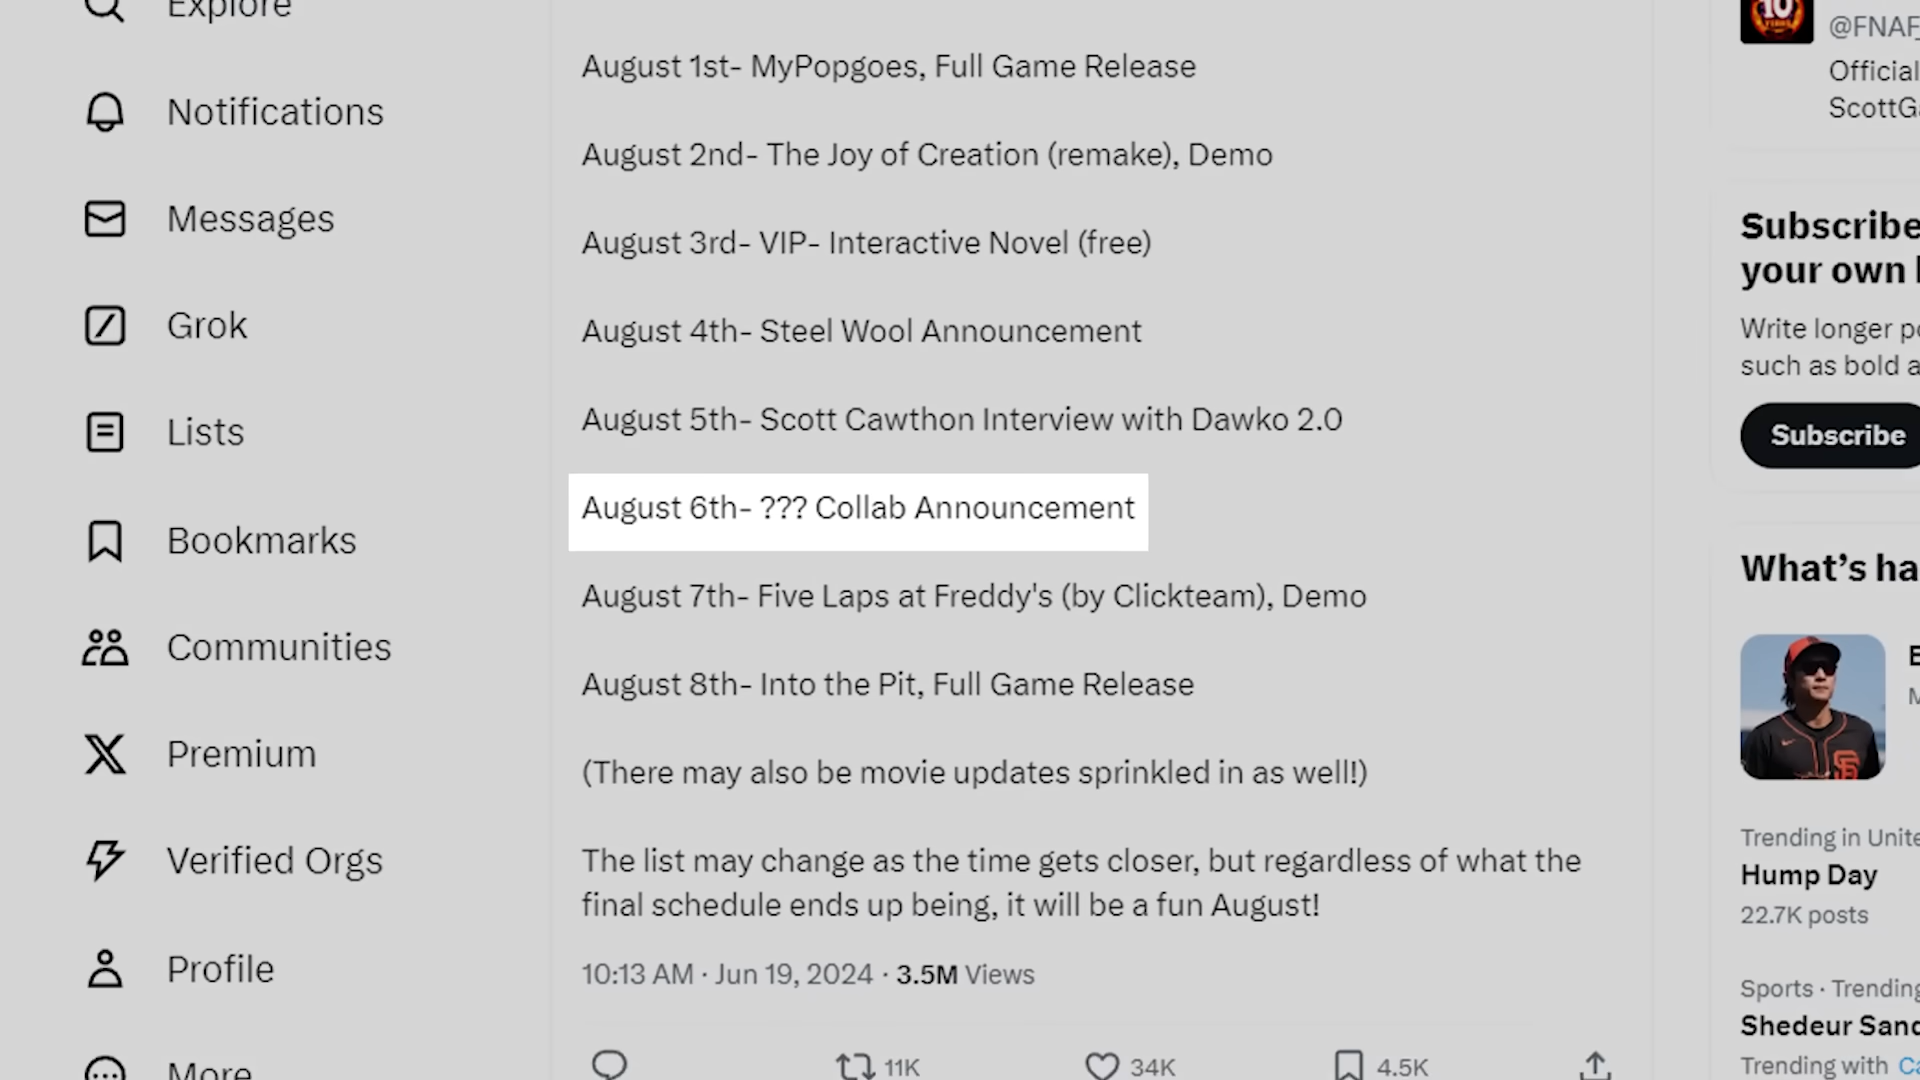 Explore
Notifications
Messages
Grok
Lists
Bookmarks
Communities
Premium
Verified Orgs
Profile
More
August 1st- MyPopgoes, Full Game Release
August 2nd- The Joy of Creation (remake), Demo
August 3rd- VIP- Interactive Novel (free)
August 4th- Steel Wool Announcement
August 5th- Scott Cawthon Interview with Dawko 2.0
August 6th- ??? Collab Announcement
August 7th- Five Laps at Freddy's (by Clickteam), Demo
August 8th- Into the Pit, Full Game Release
(There may also be movie updates sprinkled in as well!)
The list may change as the time gets closer, but regardless of what the
final schedule ends up being, it will be a fun August!
10:13 AM · Jun 19, 2024 · 3.5M Views
11K
34K
4.5K
10
@FNAF
Official
Subscribe
your own
Write longer
such as bold
Subscribe
What's
Trending in
Hump Day
22.7K posts
Sports · Trending
Shedeur
Trending with